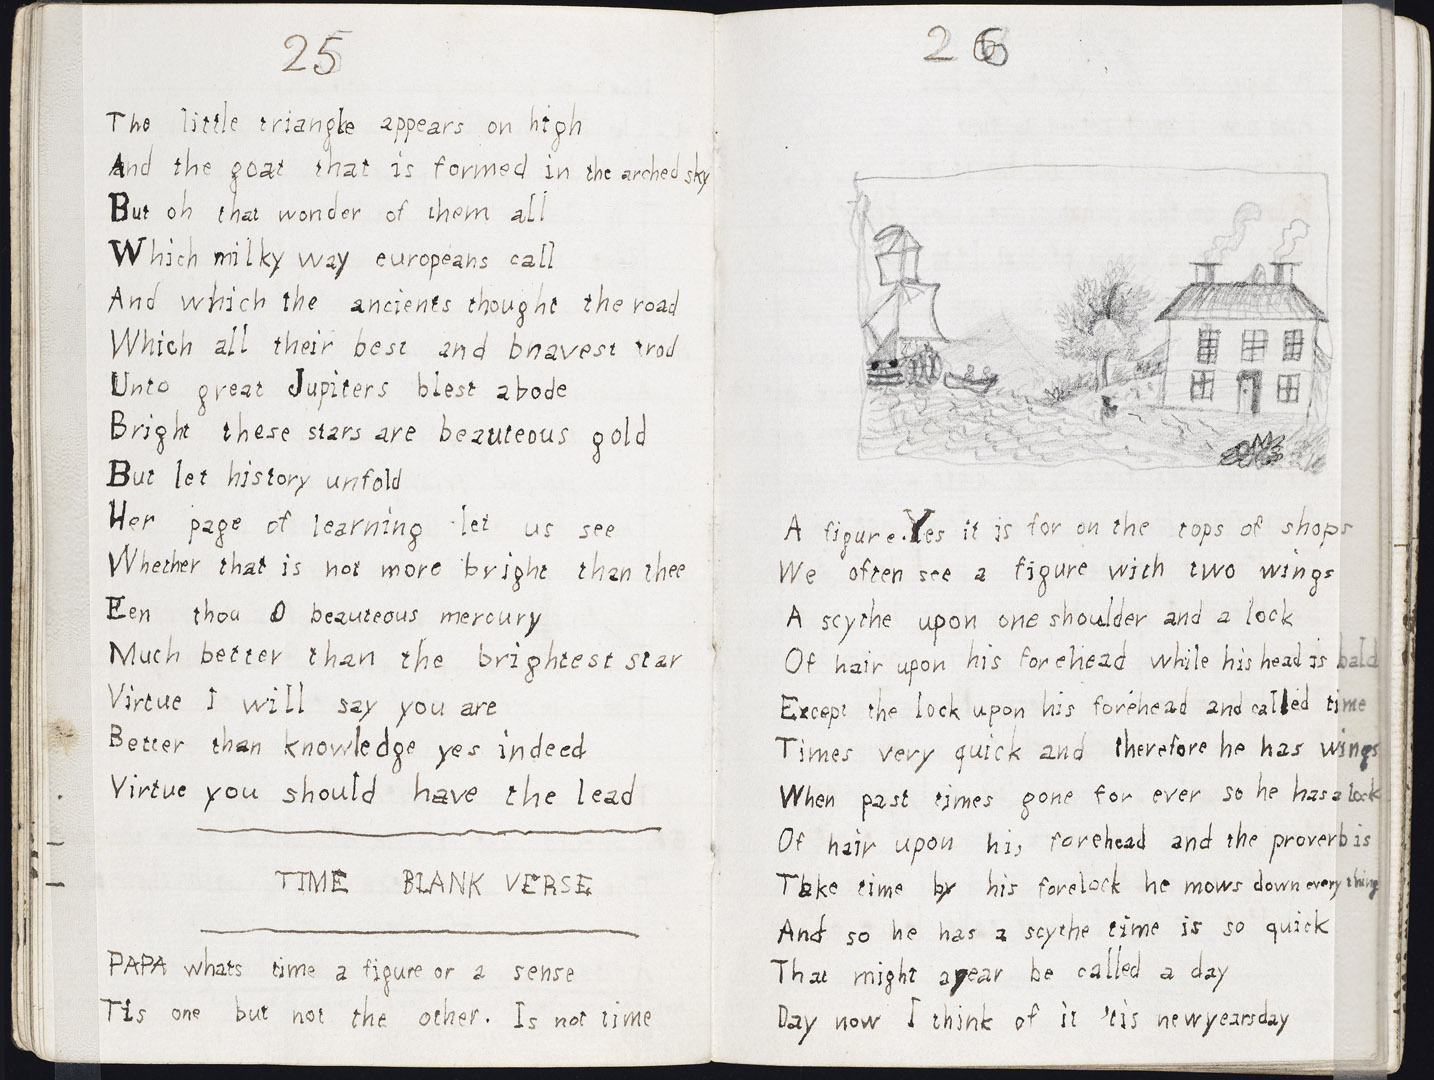 25
The little triangle appears on high
And the goat that is formed in the arched sky
But oh that wonder of them all
Which milky way europeans call
And which the ancients thought the road
Which all their best and bravest trod
Unto great Jupiters blest abode
Bright these stars are beauteous gold
But let history unfold
Her page of learning let us see
Whether that is not more bright than thee
Een thou O beauteous mercury
Much better than the brightest star
Virtue I will say you are
Better than knowledge yes indeed
Virtue you should have the lead
TIME BLANK VERSE
PAPA whats time a figure or a sense
Tis one but not the other. Is not time
26
A figure. Yes it is for on the tops of shops
We often see a figure with two wings
A scythe upon one shoulder and a lock
Of hair upon his forehead while his head is bald
Except the lock upon his forehead and called time
Times very quick and therefore he has wings
When past times gone for ever so he has a lock
Of hair upon his forehead and the proverb is
Take time by his forelock he mows down every thing
And so he has a scythe time is so quick
That might a year be called a day
Day now I think of it 'tis newyearsday